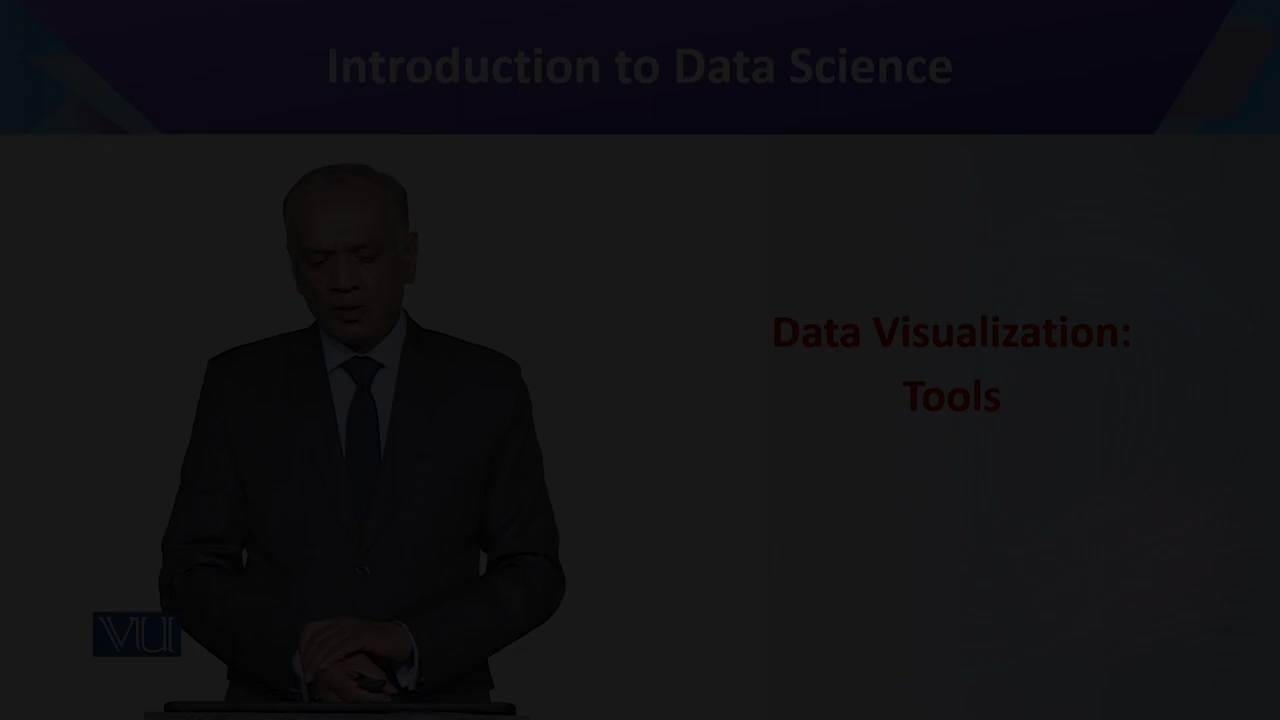 Introduction to Data Science
Data Visualization:
Tools
VU